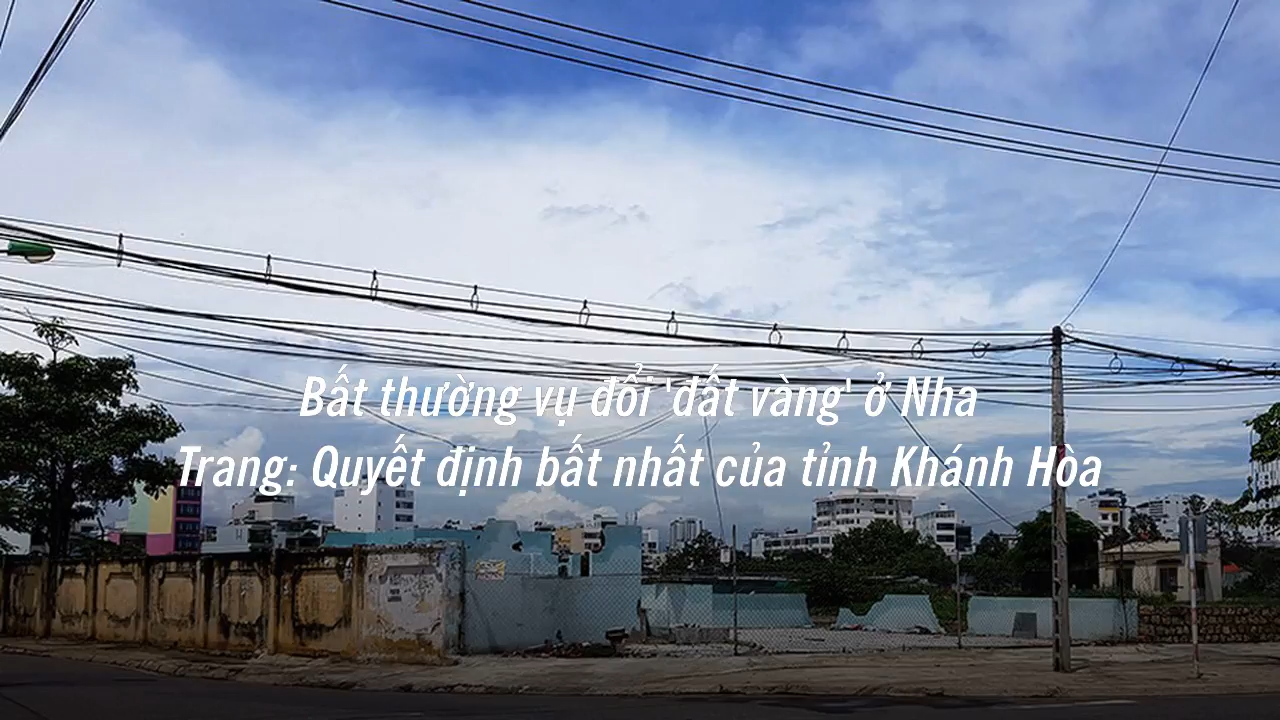 Bất thường vụ đổi 'đất vàng' ở Nha
Trang: Quyết định bất nhất của tỉnh Khánh Hòa